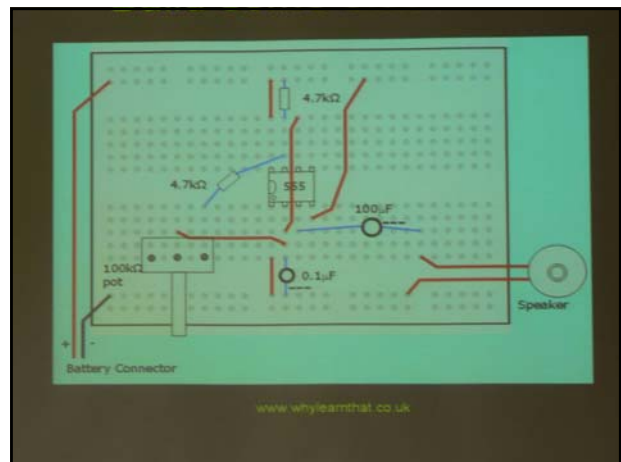 4.7kΩ
4.7kΩ
555
100µF
100kΩ
pot
0.1µF
Speaker
+ -
Battery Connector
www.whylearnthat.co.uk